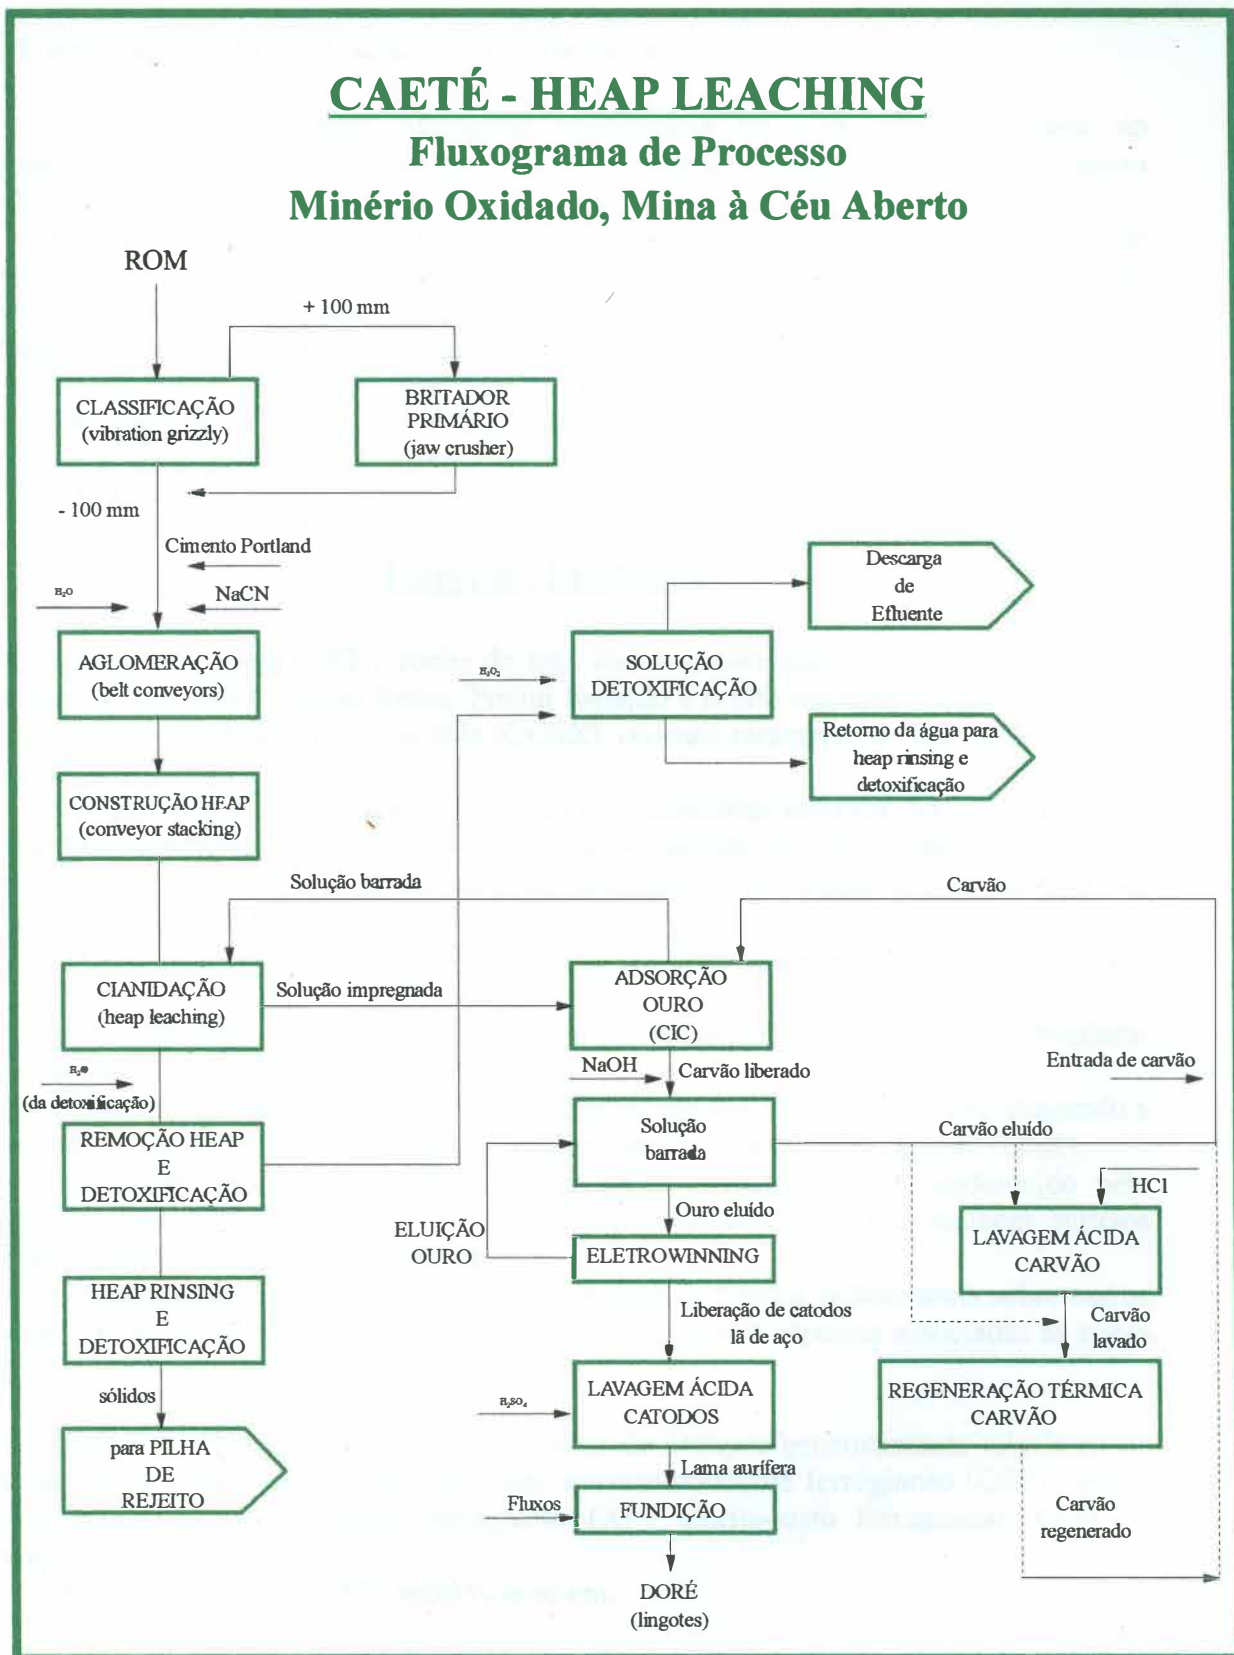 CAETÉ - HEAP LEACHING
Fluxograma de Processo
Minério Oxidado, Mina à Céu Aberto
ROM
+ 100 mm
CLASSIFICAÇÃO
(vibration grizzly)
BRITADOR
PRIMÁRIO
(jaw crusher)
- 100 mm
Cimento Portland
H₂O
NaCN
AGLOMERAÇÃO
(belt conveyors)
CONSTRUÇÃO HEAP
(conveyor stacking)
Descarga
de
Efluente
H₂O₂
SOLUÇÃO
DETOXIFICAÇÃO
Retorno da água para
heap rinsing e
detoxificação
Solução barrada
Carvão
CIANIDAÇÃO
(heap leaching)
Solução impregnada
ADSORÇÃO
OURO
(CIC)
H₂O
(da detoxificação)
NaOH
Carvão liberado
Entrada de carvão
REMOÇÃO HEAP
E
DETOXIFICAÇÃO
Solução
barrada
Carvão eluído
HCl
Ouro eluído
ELUIÇÃO
OURO
ELETROWINNING
LAVAGEM ÁCIDA
CARVÃO
HEAP RINSING
E
DETOXIFICAÇÃO
Liberação de catodos
lã de aço
Carvão
lavado
sólidos
H₂SO₄
LAVAGEM ÁCIDA
CATODOS
REGENERAÇÃO TÉRMICA
CARVÃO
para PILHA
DE
REJEITO
Lama aurífera
Fluxos
FUNDIÇÃO
Carvão
regenerado
DORÉ
(lingotes)